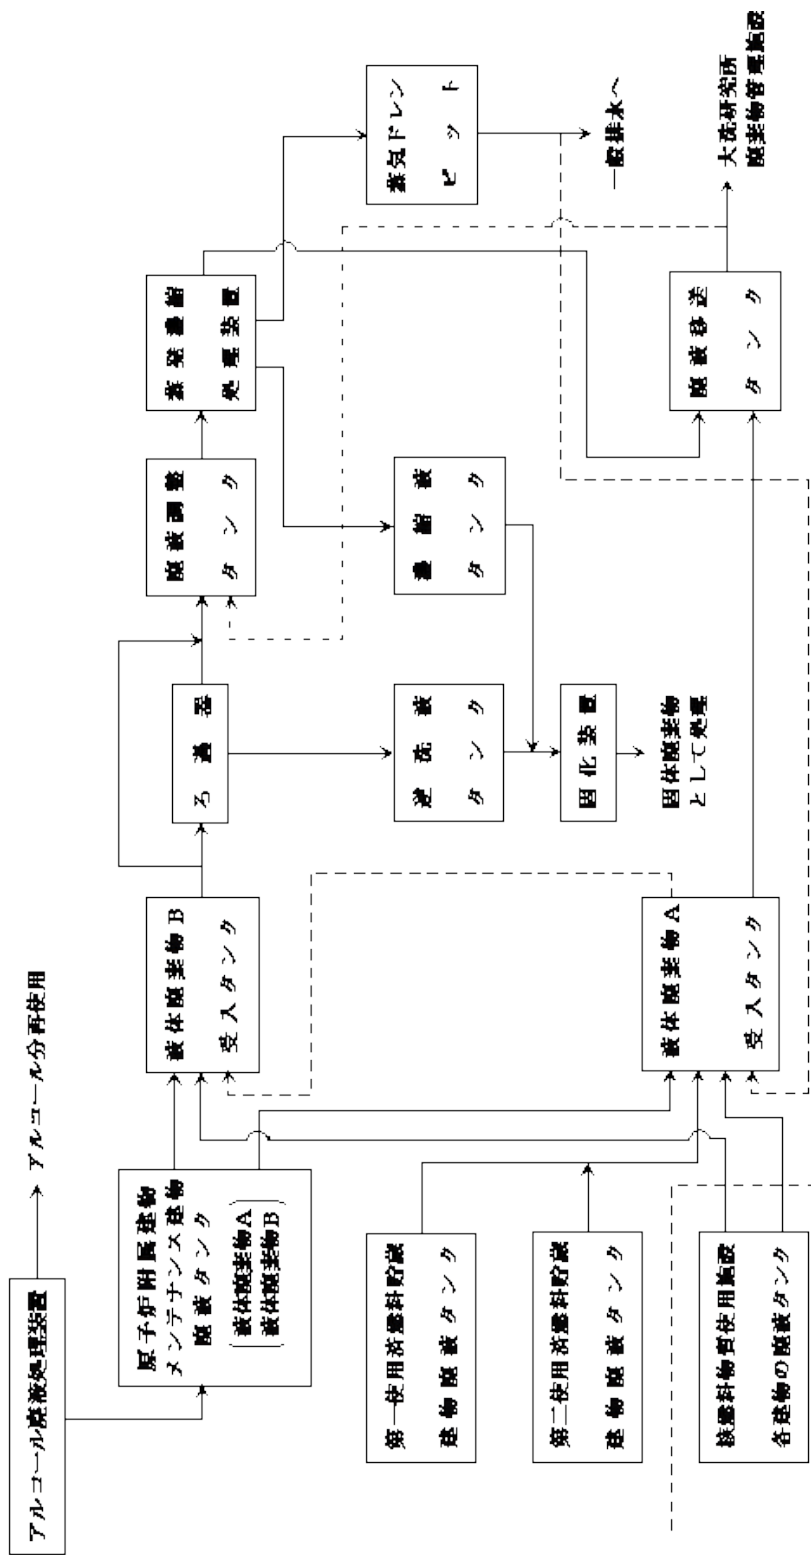 アルコール廃液処理装置
アルコール分再使用
原子炉附属建物
メンテナンス建物
廃液タンク
液体廃棄物A
液体廃棄物B
第一使用済燃料貯蔵
建物廃液タンク
第二使用済燃料貯蔵
建物廃液タンク
核燃料物質使用施設
各建物の廃液タンク
液体廃棄物B
受入タンク
液体廃棄物A
受入タンク
ろ過器
逆洗液
タンク
固化装置
固体廃棄物
として処理
廃液調整
タンク
濃縮液
タンク
蒸発濃縮
処理装置
蒸気ドレン
ピット
一般排水へ
廃液移送
タンク
大洗研究所
廃棄物管理施設